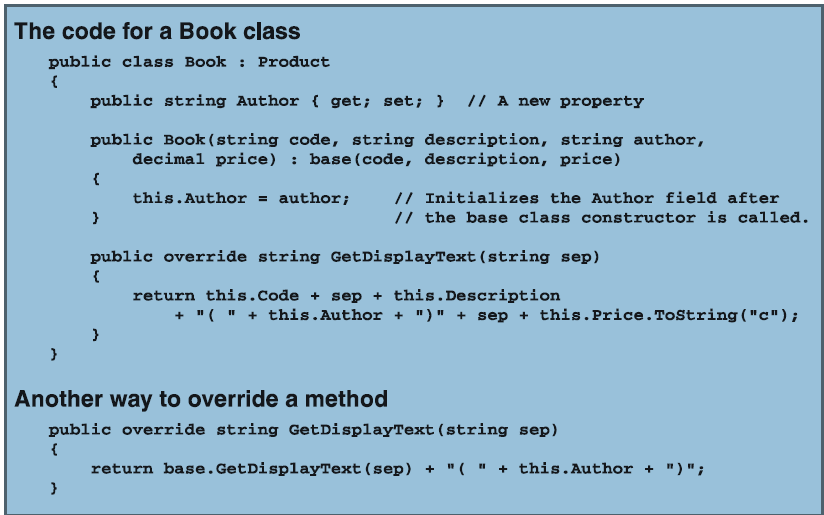 The code for a Book class
public class Book : Product
{
    public string Author { get; set; }  // A new property

    public Book(string code, string description, string author,
        decimal price) : base(code, description, price)
    {
        this.Author = author;    // Initializes the Author field after
    }                            // the base class constructor is called.

    public override string GetDisplayText(string sep)
    {
        return this.Code + sep + this.Description
            + "( " + this.Author + ")" + sep + this.Price.ToString("c");
    }
}
Another way to override a method
public override string GetDisplayText(string sep)
{
    return base.GetDisplayText(sep) + "( " + this.Author + ")";
}